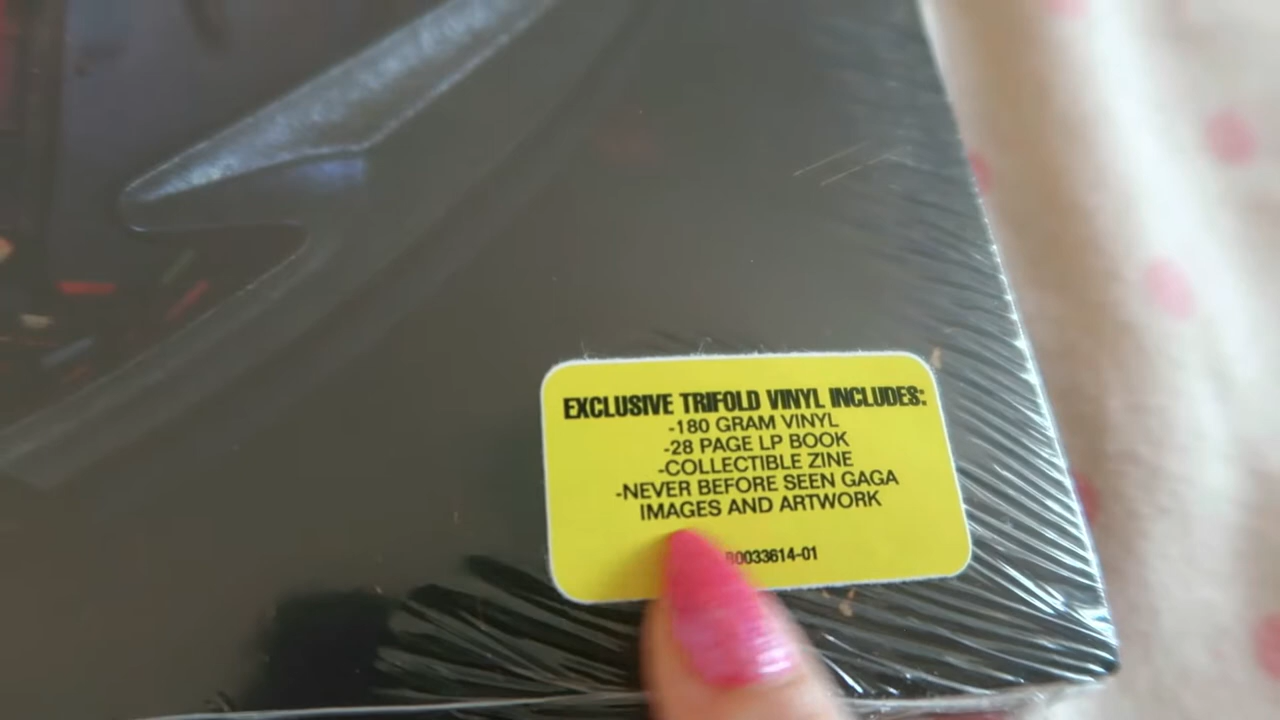 EXCLUSIVE TRIFOLD VINYL INCLUDES:
-180 GRAM VINYL
-28 PAGE LP BOOK
-COLLECTIBLE ZINE
-NEVER BEFORE SEEN GAGA
IMAGES AND ARTWORK
B0033614-01